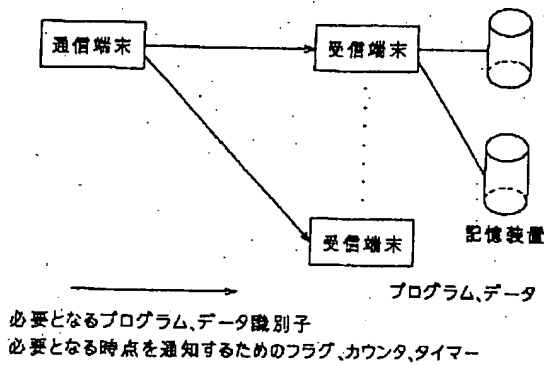 通信端末
受信端末
受信端末
記憶装置
プログラム、データ
必要となるプログラム、データ識別子
必要となる時点を通知するためのフラグ、カウンタ、タイマー